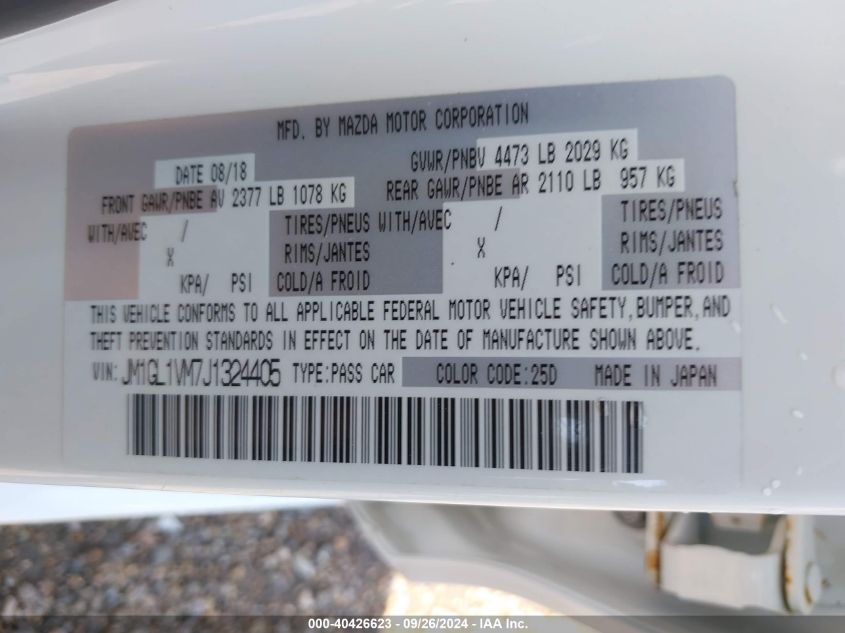 MFD. BY MAZDA MOTOR CORPORATION
DATE 08/18 GVWR/PNBV 4473 LB 2029 KG
FRONT GAWR/PNBE AV 2377 LB 1078 KG REAR GAWR/PNBE AR 2110 LB 957 KG
WITH/AVEC / TIRES/PNEUS WITH/AVEC / TIRES/PNEUS
X RIMS/JANTES X RIMS/JANTES
KPA/ PSI COLD/A FROID KPA/ PSI COLD/A FROID
THIS VEHICLE CONFORMS TO ALL APPLICABLE FEDERAL MOTOR VEHICLE SAFETY, BUMPER, AND
THEFT PREVENTION STANDARDS IN EFFECT ON THE DATE OF MANUFACTURE SHOWN ABOVE.
VIN: JM1GL1VM7J1324405 TYPE:PASS CAR COLOR CODE:25D MADE IN JAPAN
000-40426623 - 09/26/2024 - IAA Inc.